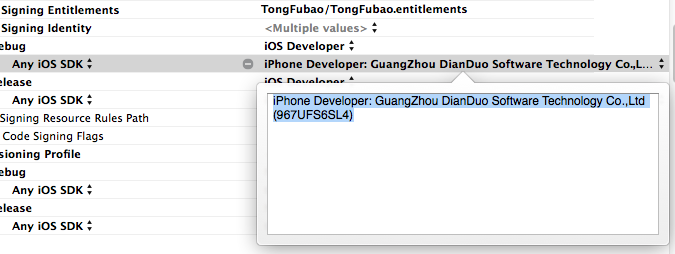 Signing Entitlements TongFubao/TongFubao.entitlements
Signing Identity <Multiple values>
ebug iOS Developer
Any iOS SDK iPhone Developer: GuangZhou DianDuo Software Technology Co.,L...
elease iOS Developer
Any iOS SDK
Signing Resource Rules Path
Code Signing Flags
isioning Profile
ebug
Any iOS SDK
elease
Any iOS SDK
iPhone Developer: GuangZhou DianDuo Software Technology Co.,Ltd
(967UFS6SL4)